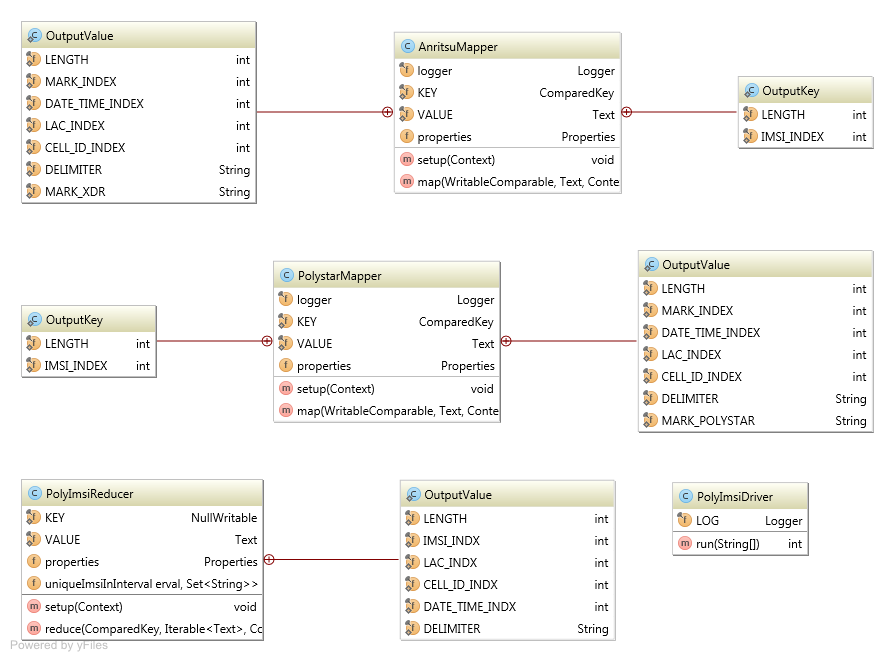 OutputValue
LENGTH int
MARK_INDEX int
DATE_TIME_INDEX int
LAC_INDEX int
CELL_ID_INDEX int
DELIMITER String
MARK_XDR String
AnritsuMapper
logger Logger
KEY ComparedKey
VALUE Text
properties Properties
setup(Context) void
map(WritableComparable, Text, Conte
OutputKey
LENGTH int
IMSI_INDEX int
OutputKey
LENGTH int
IMSI_INDEX int
PolystarMapper
logger Logger
KEY ComparedKey
VALUE Text
properties Properties
setup(Context) void
map(WritableComparable, Text, Conte
OutputValue
LENGTH int
MARK_INDEX int
DATE_TIME_INDEX int
LAC_INDEX int
CELL_ID_INDEX int
DELIMITER String
MARK_POLYSTAR String
PolyImsiReducer
KEY NullWritable
VALUE Text
properties Properties
uniqueImsiInInterval erval, Set<String>>
setup(Context) void
reduce(ComparedKey, Iterable<Text>, Cc
OutputValue
LENGTH int
IMSI_INDX int
LAC_INDX int
CELL_ID_INDX int
DATE_TIME_INDX int
DELIMITER String
PolyImsiDriver
LOG Logger
run(String[]) int
Powered by yFiles